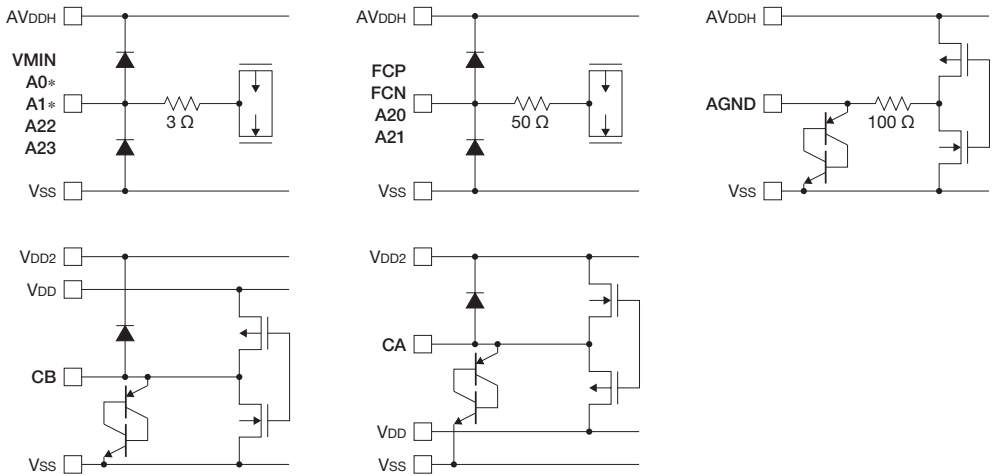 AVDDH
VMIN
A0*
A1*
A22
A23
3 Ω
VSS
AVDDH
FCP
FCN
A20
A21
50 Ω
VSS
AVDDH
AGND
100 Ω
VSS
VDD2
VDD
CB
VSS
VDD2
CA
VDD
VSS